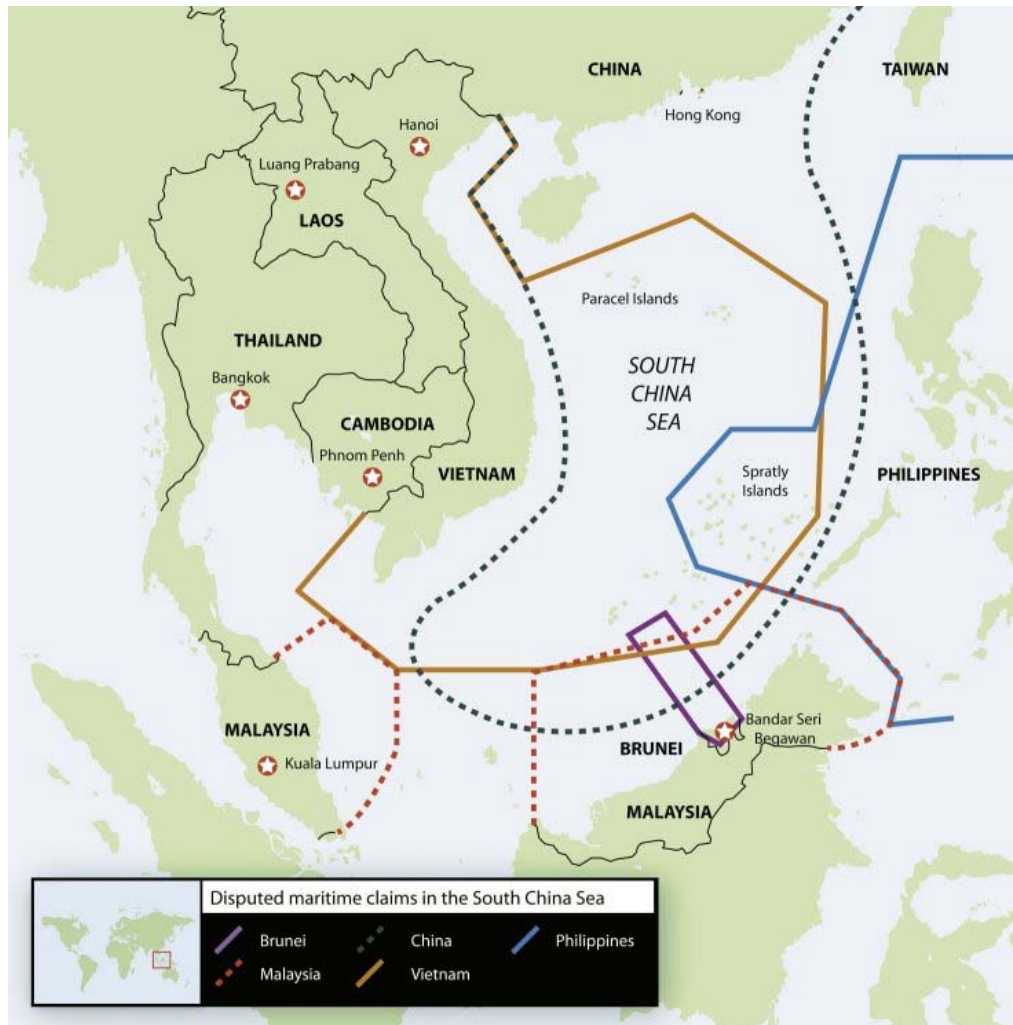 CHINA
TAIWAN
Hong Kong
Hanoi
Luang Prabang
LAOS
Paracel Islands
THAILAND
Bangkok
SOUTH
CHINA
SEA
CAMBODIA
Phnom Penh
VIETNAM
Spratly
Islands
PHILIPPINES
MALAYSIA
Kuala Lumpur
BRUNEI
Bandar Seri
Begawan
MALAYSIA
Disputed maritime claims in the South China Sea
Brunei
China
Philippines
Malaysia
Vietnam